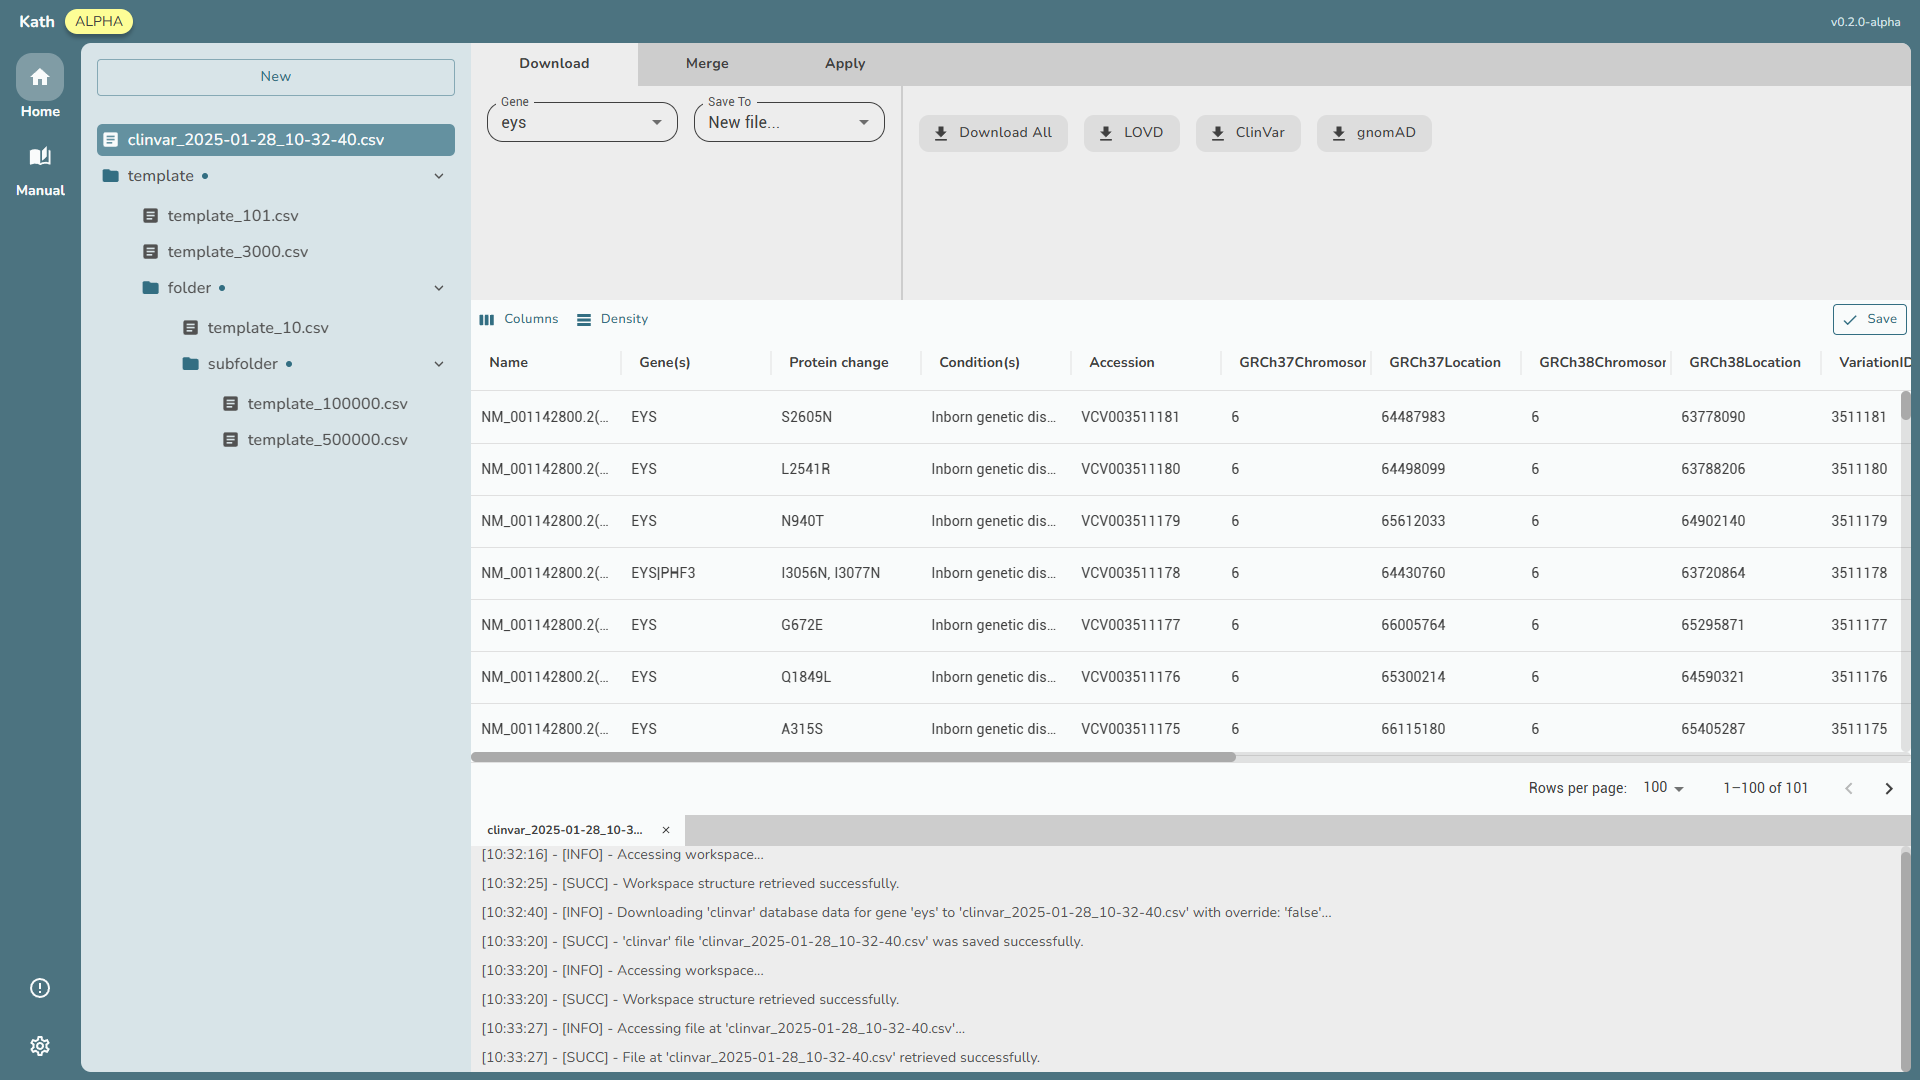 Kath ALPHA
v0.2.0-alpha
Home
Manual
New
clinvar_2025-01-28_10-32-40.csv
template
template_101.csv
template_3000.csv
folder
template_10.csv
subfolder
template_100000.csv
template_500000.csv
Download Merge Apply
Gene Save To
eys New file...
Download All LOVD ClinVar gnomAD
Columns Density Save
Name Gene(s) Protein change Condition(s) Accession GRCh37Chromosor GRCh37Location GRCh38Chromosor GRCh38Location VariationID
NM_001142800.2(... EYS S2605N Inborn genetic dis... VCV003511181 6 64487983 6 63778090 3511181
NM_001142800.2(... EYS L2541R Inborn genetic dis... VCV003511180 6 64498099 6 63788206 3511180
NM_001142800.2(... EYS N940T Inborn genetic dis... VCV003511179 6 65612033 6 64902140 3511179
NM_001142800.2(... EYS|PHF3 I3056N, I3077N Inborn genetic dis... VCV003511178 6 64430760 6 63720864 3511178
NM_001142800.2(... EYS G672E Inborn genetic dis... VCV003511177 6 66005764 6 65295871 3511177
NM_001142800.2(... EYS Q1849L Inborn genetic dis... VCV003511176 6 65300214 6 64590321 3511176
NM_001142800.2(... EYS A315S Inborn genetic dis... VCV003511175 6 66115180 6 65405287 3511175
Rows per page: 100 1–100 of 101
clinvar_2025-01-28_10-3...
[10:32:16] - [INFO] - Accessing workspace...
[10:32:25] - [SUCC] - Workspace structure retrieved successfully.
[10:32:40] - [INFO] - Downloading 'clinvar' database data for gene 'eys' to 'clinvar_2025-01-28_10-32-40.csv' with override: 'false'...
[10:33:20] - [SUCC] - 'clinvar' file 'clinvar_2025-01-28_10-32-40.csv' was saved successfully.
[10:33:20] - [INFO] - Accessing workspace...
[10:33:20] - [SUCC] - Workspace structure retrieved successfully.
[10:33:27] - [INFO] - Accessing file at 'clinvar_2025-01-28_10-32-40.csv'...
[10:33:27] - [SUCC] - File at 'clinvar_2025-01-28_10-32-40.csv' retrieved successfully.